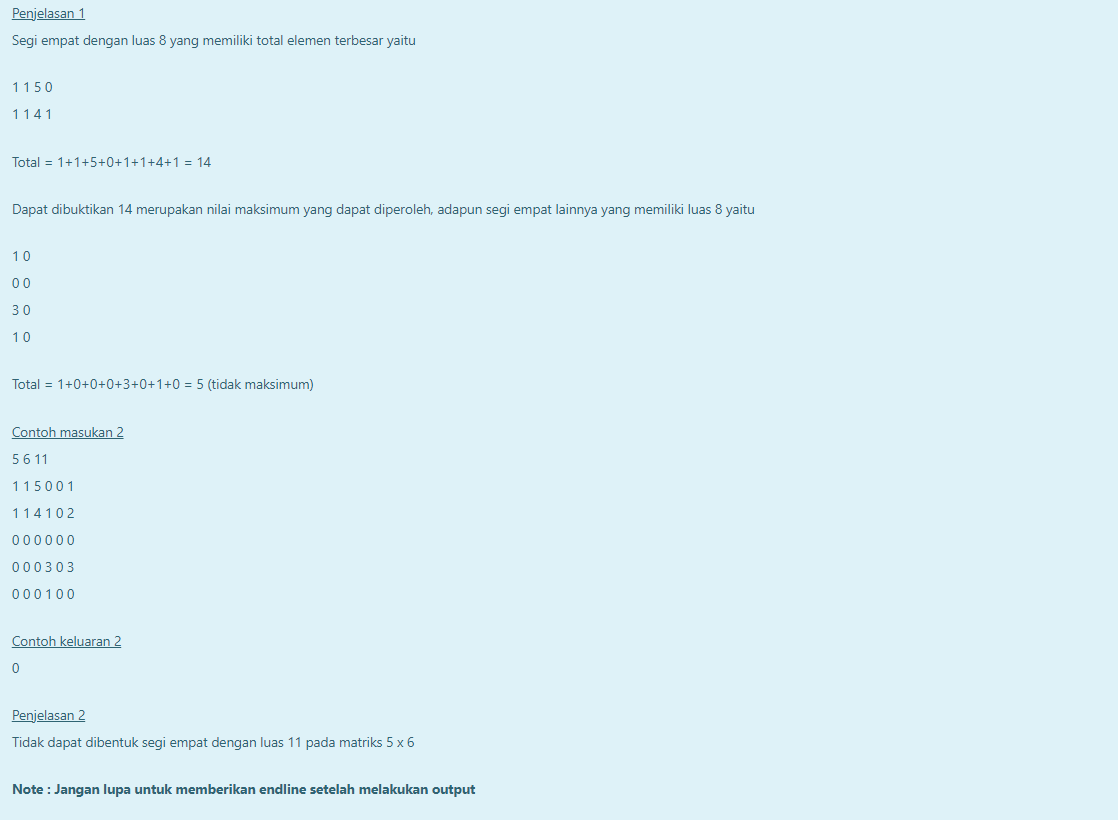 Penjelasan 1
Segi empat dengan luas 8 yang memiliki total elemen terbesar yaitu
1 1 5 0
1 1 4 1
Total = 1+1+5+0+1+1+4+1 = 14
Dapat dibuktikan 14 merupakan nilai maksimum yang dapat diperoleh, adapun segi empat lainnya yang memiliki luas 8 yaitu
1 0
0 0
3 0
1 0
Total = 1+0+0+0+3+0+1+0 = 5 (tidak maksimum)
Contoh masukan 2
5 6 11
1 1 5 0 0 1
1 1 4 1 0 2
0 0 0 0 0 0
0 0 0 3 0 3
0 0 0 1 0 0
Contoh keluaran 2
0
Penjelasan 2
Tidak dapat dibentuk segi empat dengan luas 11 pada matriks 5 x 6
Note : Jangan lupa untuk memberikan endline setelah melakukan output